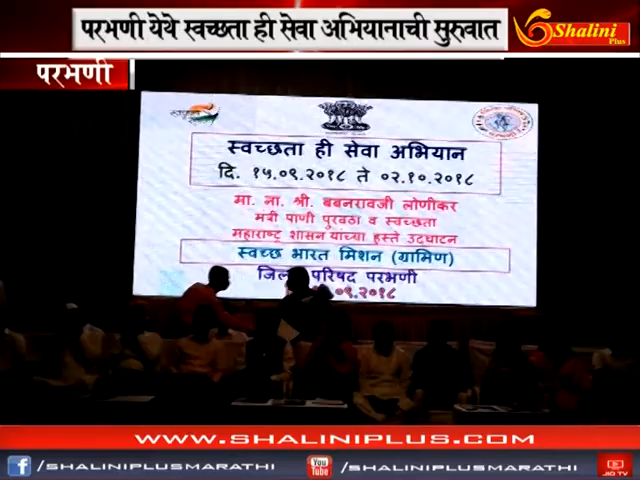 परभणी येथे स्वच्छता ही सेवा अभियानाची सुरुवात
Shalini
Plus
परभणी
स्वच्छता ही सेवा अभियान
दि. १५.०९.२०१८ ते ०२.१०.२०१८
मा. ना. श्री. बबनरावजी लोणीकर
मंत्री पाणी पुरवठा व स्वच्छता
महाराष्ट्र शासन यांच्या हस्ते उद्घाटन
स्वच्छ भारत मिशन (ग्रामिण)
परिषद परभणी
.०९.२०१८
WWW.SHALINIPLUS.COM
/SHALINIPLUSMARATHI
You Tube
/SHALINIPLUSMARATHI
JIO TV